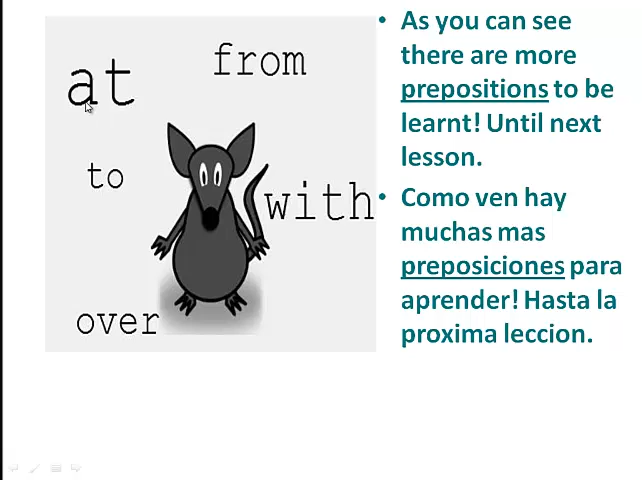 at
from
to
with
over
• As you can see
there are more
prepositions to be
learnt! Until next
lesson.
• Como ven hay
muchas mas
preposiciones para
aprender! Hasta la
proxima leccion.